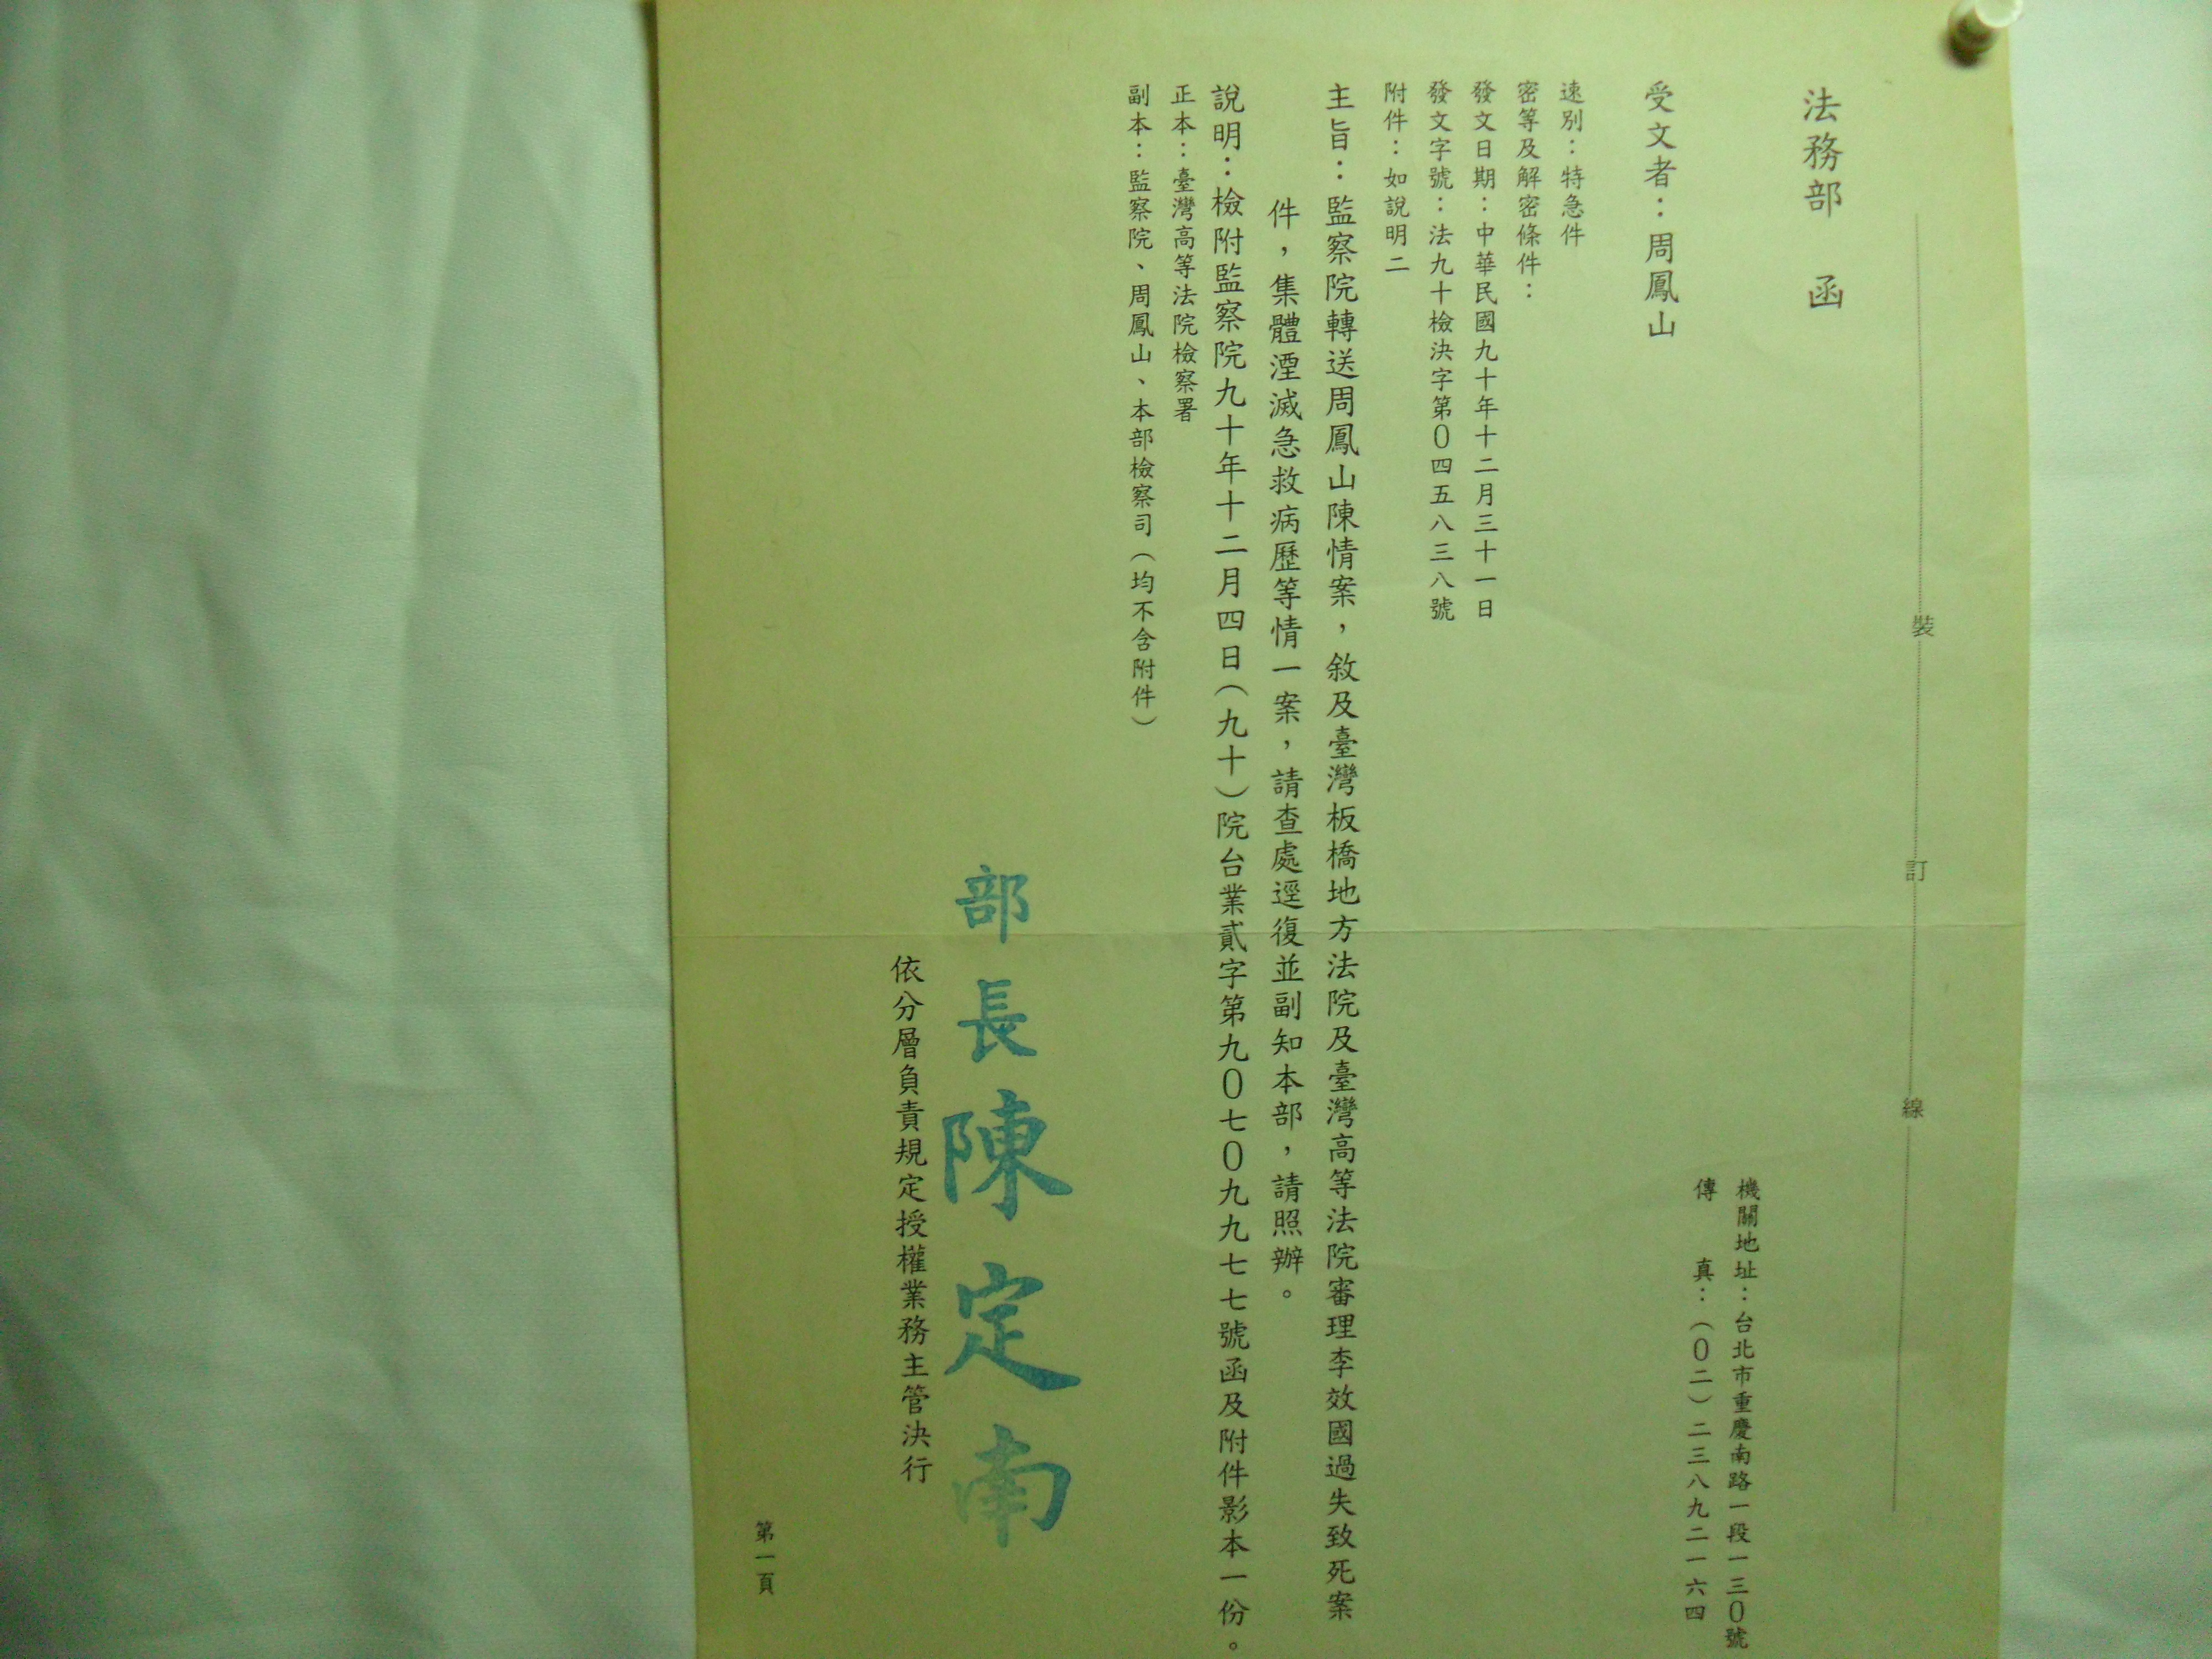 裝
訂
線
法務部　函
機關地址：台北市重慶南路一段一三０號
傳　　真：（０二）二三八九二一六四
受文者：周鳳山
速別：特急件
密等及解密條件：
發文日期：中華民國九十年十二月三十一日
發文字號：法九十檢決字第０四五八三八號
附件：如說明二
主旨：監察院轉送周鳳山陳情案，敘及臺灣板橋地方法院及臺灣高等法院審理李效國過失致死案
件，集體湮滅急救病歷等情一案，請查處逕復並副知本部，請照辦。
說明：檢附監察院九十年十二月四日（九十）院台業貳字第九０七０九九七七號函及附件影本一份。
正本：臺灣高等法院檢察署
副本：監察院、周鳳山、本部檢察司（均不含附件）
部長陳定南
依分層負責規定授權業務主管決行
第一頁